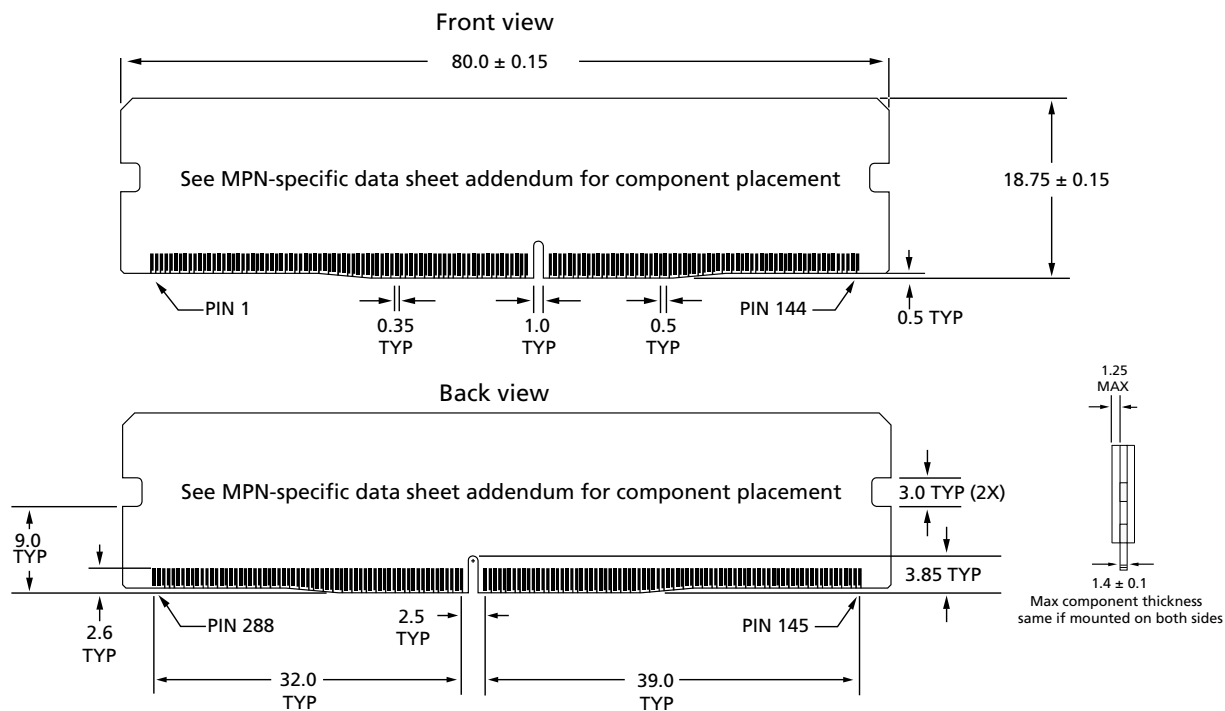 Front view
80.0 ± 0.15
See MPN-specific data sheet addendum for component placement
18.75 ± 0.15
PIN 1
PIN 144
0.35
TYP
1.0
TYP
0.5
TYP
0.5 TYP
Back view
1.25
MAX
See MPN-specific data sheet addendum for component placement
3.0 TYP (2X)
9.0
TYP
3.85 TYP
1.4 ± 0.1
Max component thickness
same if mounted on both sides
2.6
TYP
PIN 288
2.5
TYP
PIN 145
32.0
TYP
39.0
TYP